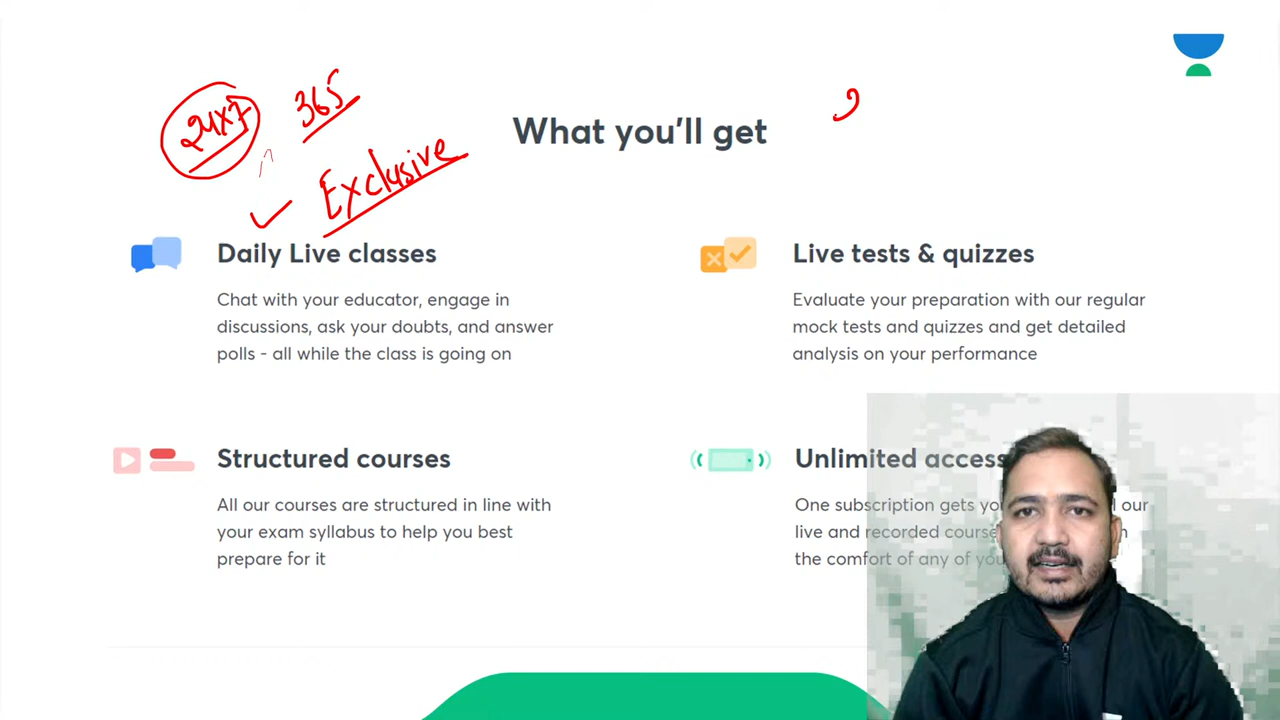 24x7
365
Exclusive
What you'll get
Daily Live classes
Chat with your educator, engage in
discussions, ask your doubts, and answer
polls - all while the class is going on
Live tests & quizzes
Evaluate your preparation with our regular
mock tests and quizzes and get detailed
analysis on your performance
Structured courses
All our courses are structured in line with
your exam syllabus to help you best
prepare for it
Unlimited access
One subscription gets our
live and recorded
the comfort of any of